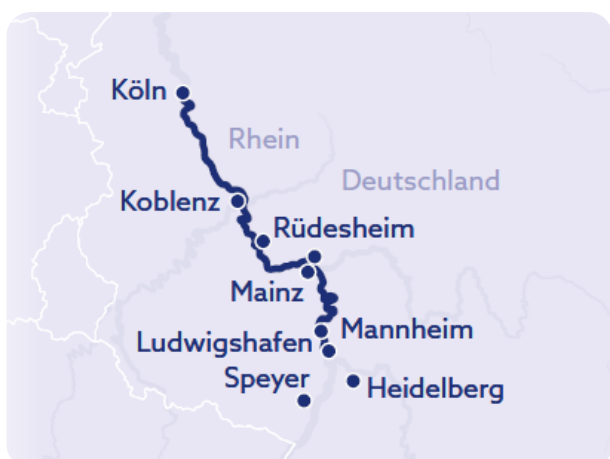 Köln
Rhein
Deutschland
Koblenz
Rüdesheim
Mainz
Mannheim
Ludwigshafen
Speyer
Heidelberg